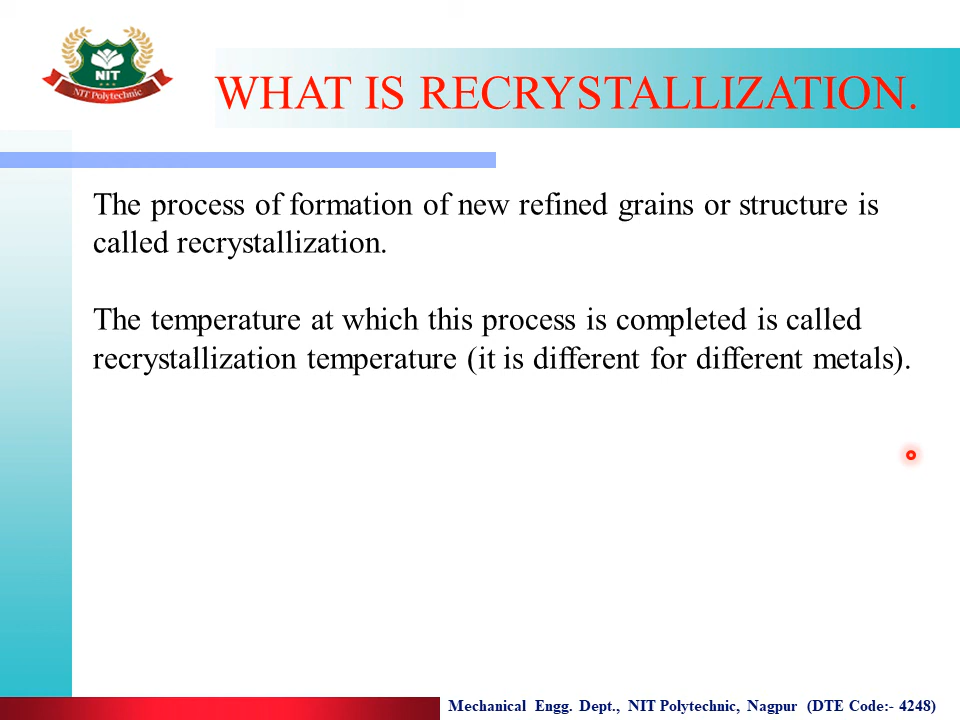 NIT
NIT Polytechnic
WHAT IS RECRYSTALLIZATION.
The process of formation of new refined grains or structure is
called recrystallization.
The temperature at which this process is completed is called
recrystallization temperature (it is different for different metals).
Mechanical Engg. Dept., NIT Polytechnic, Nagpur (DTE Code:- 4248)